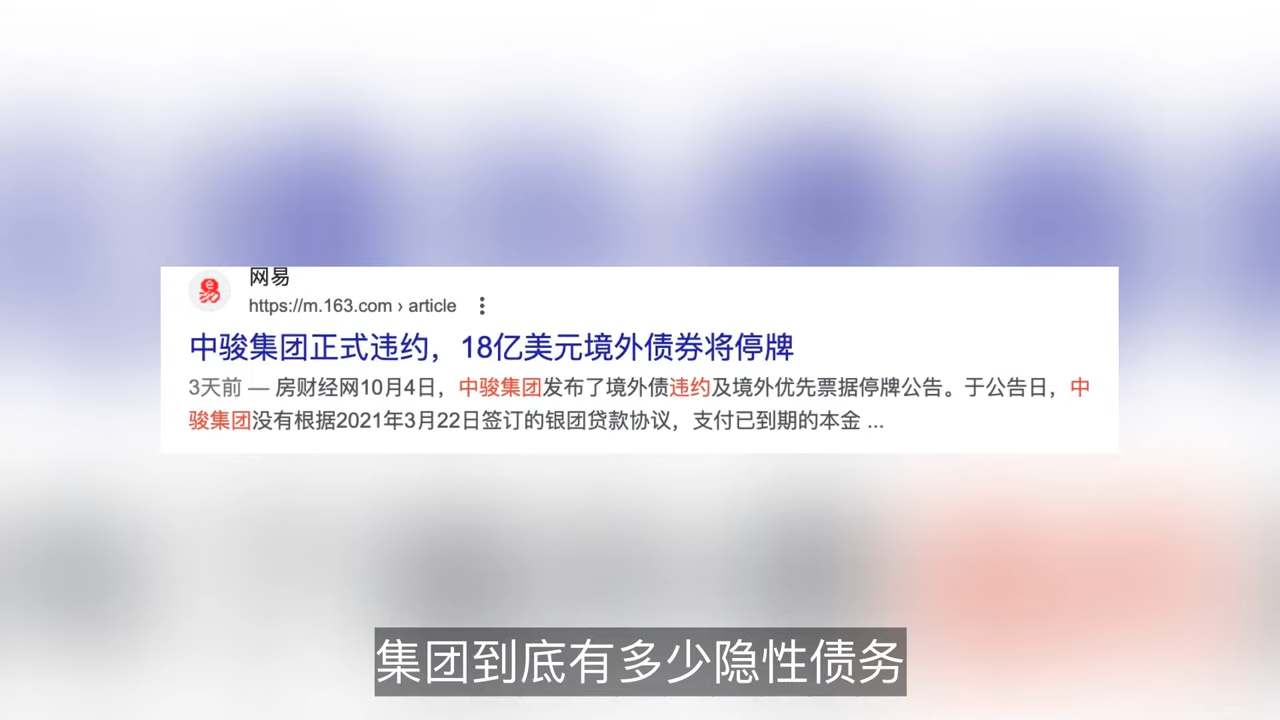 网易
https://m.163.com › article
中骏集团正式违约，18亿美元境外债券将停牌
3天前 — 房财经网10月4日，中骏集团发布了境外债违约及境外优先票据停牌公告。于公告日，中
骏集团没有根据2021年3月22日签订的银团贷款协议，支付已到期的本金 ...
集团到底有多少隐性债务